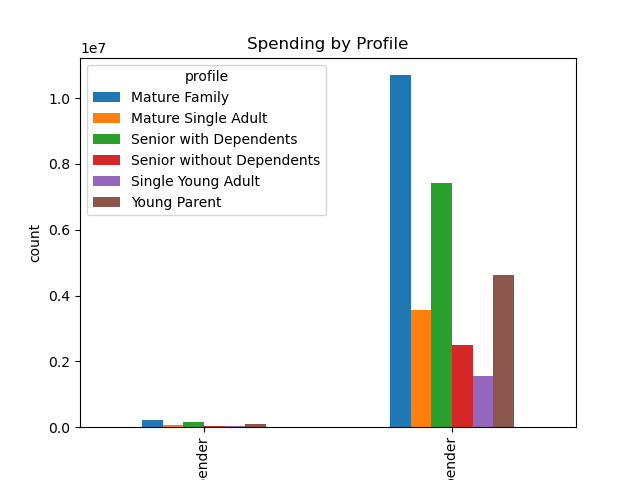 Spending by Profile
1e7
profile
Mature Family
Mature Single Adult
Senior with Dependents
Senior without Dependents
Single Young Adult
Young Parent
count
1.0
0.8
0.6
0.4
0.2
0.0
ender
ender